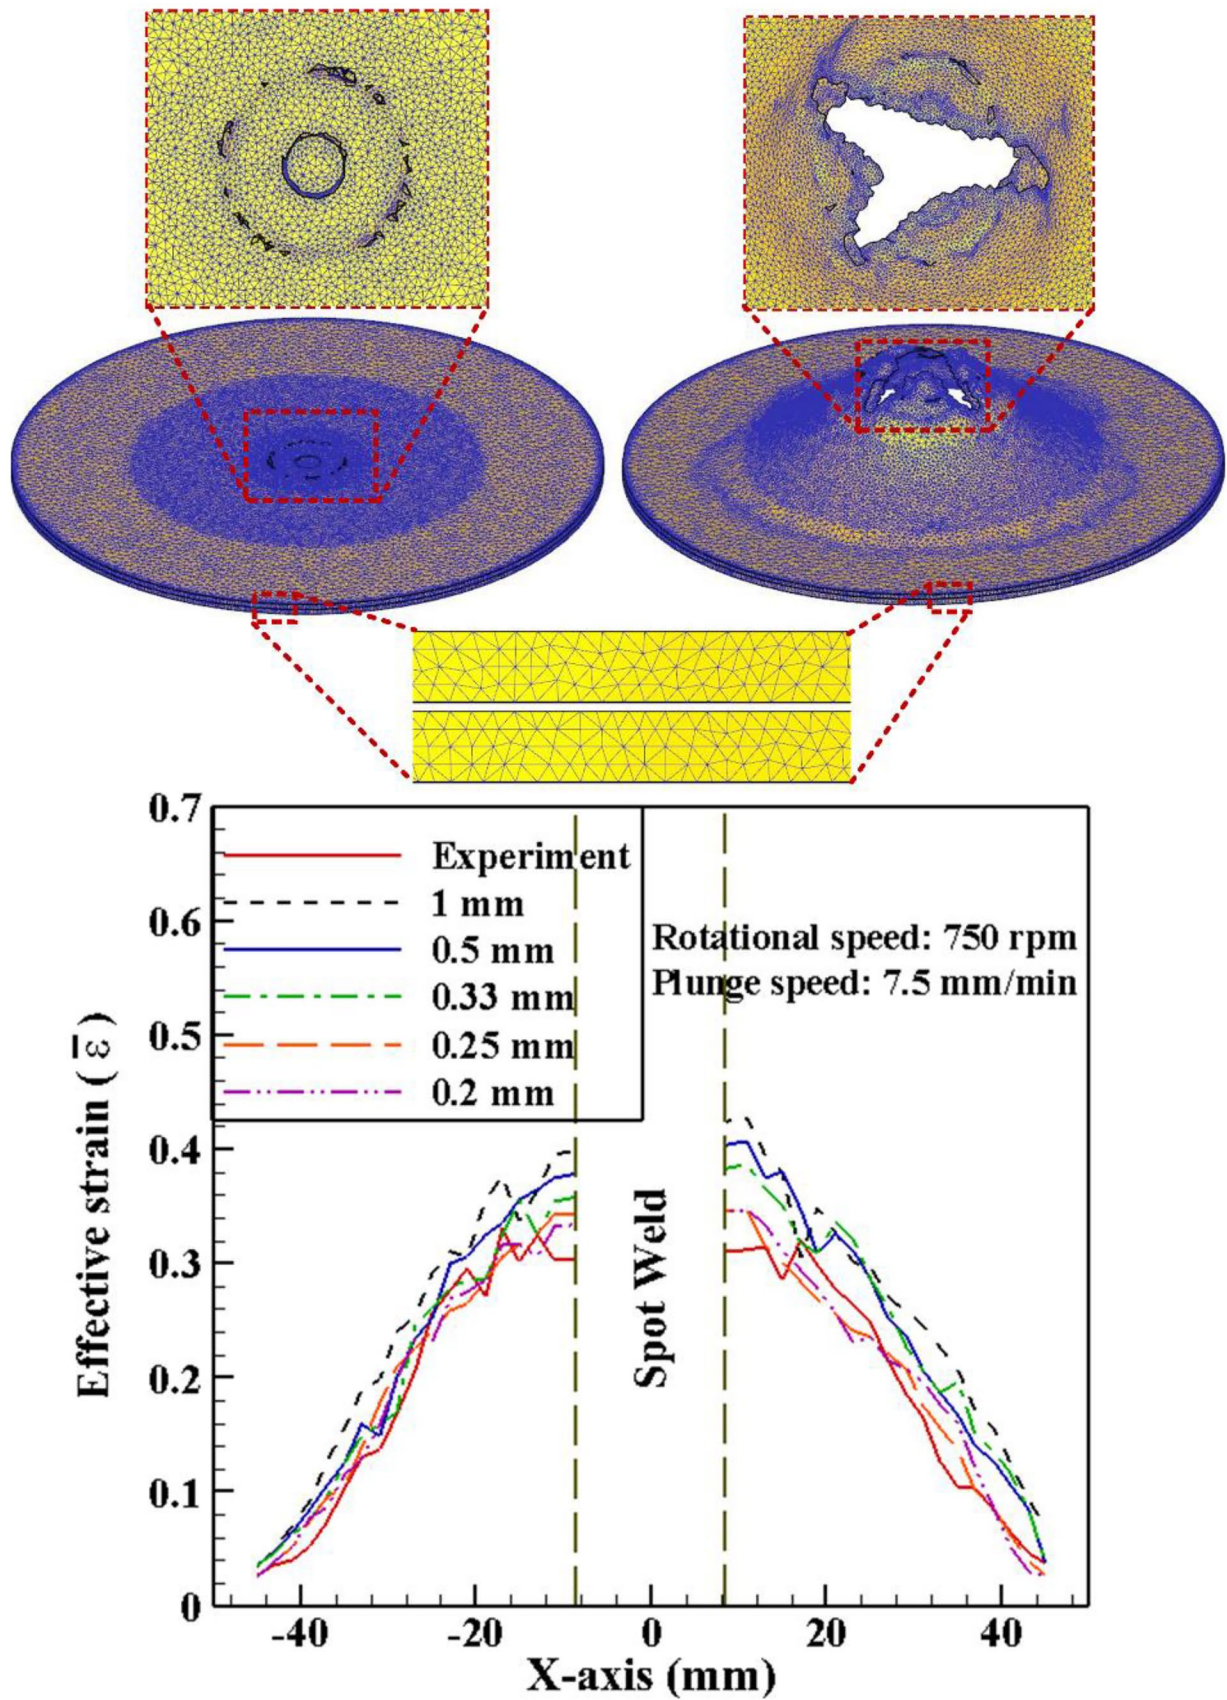 0.7
0.6
0.5
0.4
0.3
0.2
0.1
0
Effective strain ( ε̄ )
Experiment
1 mm
0.5 mm
0.33 mm
0.25 mm
0.2 mm
Rotational speed: 750 rpm
Plunge speed: 7.5 mm/min
Spot Weld
-40 -20 0 20 40
X-axis (mm)